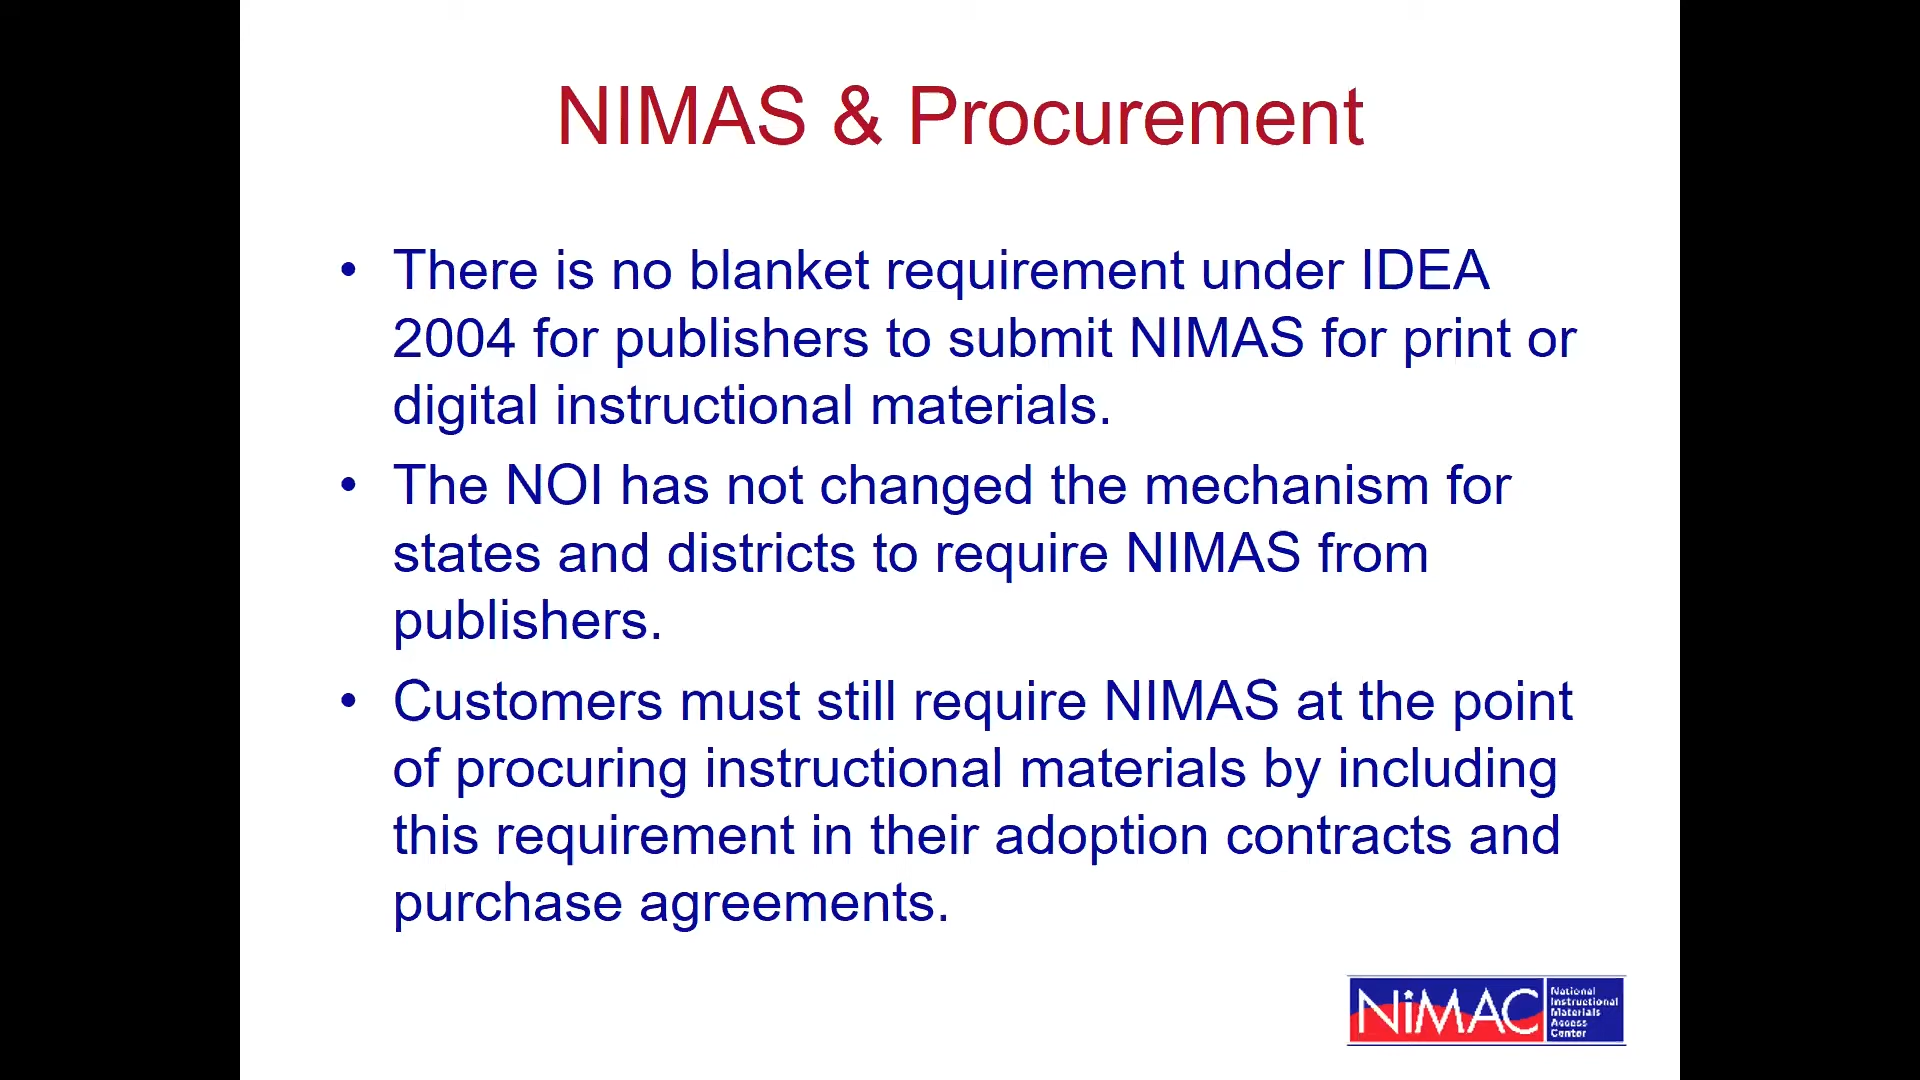 NIMAS & Procurement
• There is no blanket requirement under IDEA
2004 for publishers to submit NIMAS for print or
digital instructional materials.
• The NOI has not changed the mechanism for
states and districts to require NIMAS from
publishers.
• Customers must still require NIMAS at the point
of procuring instructional materials by including
this requirement in their adoption contracts and
purchase agreements.
NiMAC
National
Instructional
Materials
Access
Center